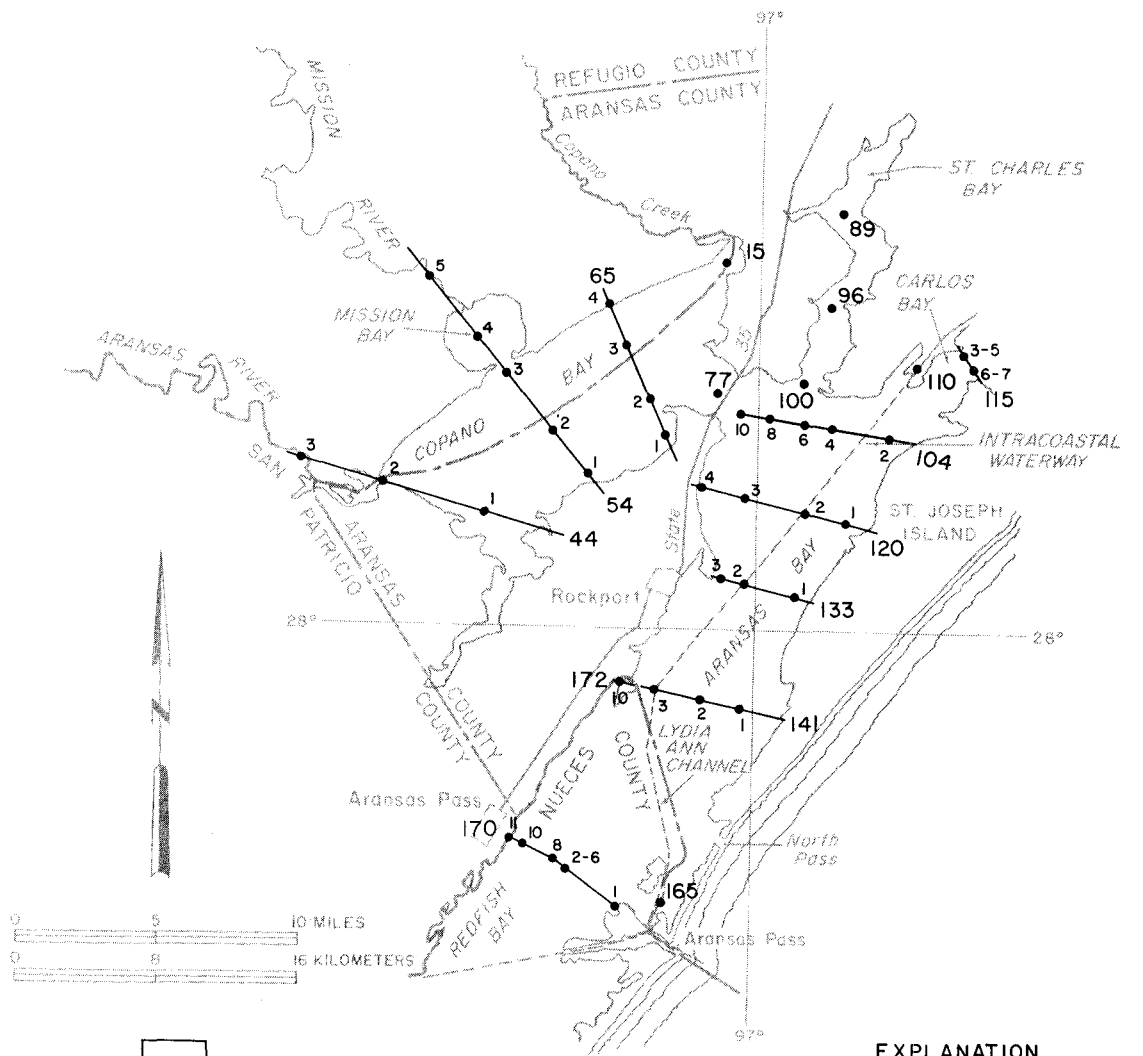 97°
MISSION
RIVER
REFUGIO COUNTY
ARANSAS COUNTY
Copano
Creek
ST. CHARLES
BAY
89
15
65
4
3
2
1
5
4
3
2
1
54
MISSION
BAY
CARLOS
BAY
96
35
ARANSAS
RIVER
BAY
COPANO
77
100
110
3-5
6-7
115
10
8
6
4
2
104
INTRACOASTAL
WATERWAY
3
2
1
44
SAN
PATRICIO
COUNTY
ARANSAS
COUNTY
State
4
3
2
1
120
ST. JOSEPH
ISLAND
BAY
ARANSAS
Rockport
3
2
1
133
28°
28°
172
10
3
2
1
141
LYDIA
ANN
CHANNEL
NUECES
COUNTY
Aransas Pass
170
11
10
8
2-6
1
North
Pass
165
REDFISH
BAY
Aransas Pass
0
5
10 MILES
0
8
16 KILOMETERS
97°
EXPLANATION